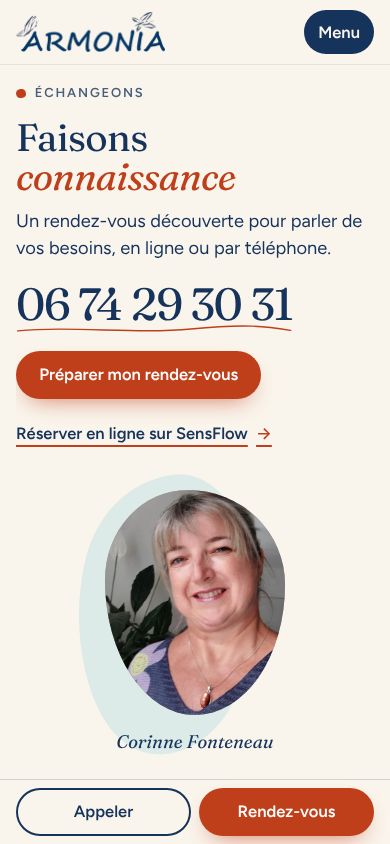 ARMONIA
Menu
ÉCHANGEONS
Faisons
connaissance
Un rendez-vous découverte pour parler de
vos besoins, en ligne ou par téléphone.
06 74 29 30 31
Préparer mon rendez-vous
Réserver en ligne sur SensFlow →
Corinne Fonteneau
Appeler
Rendez-vous